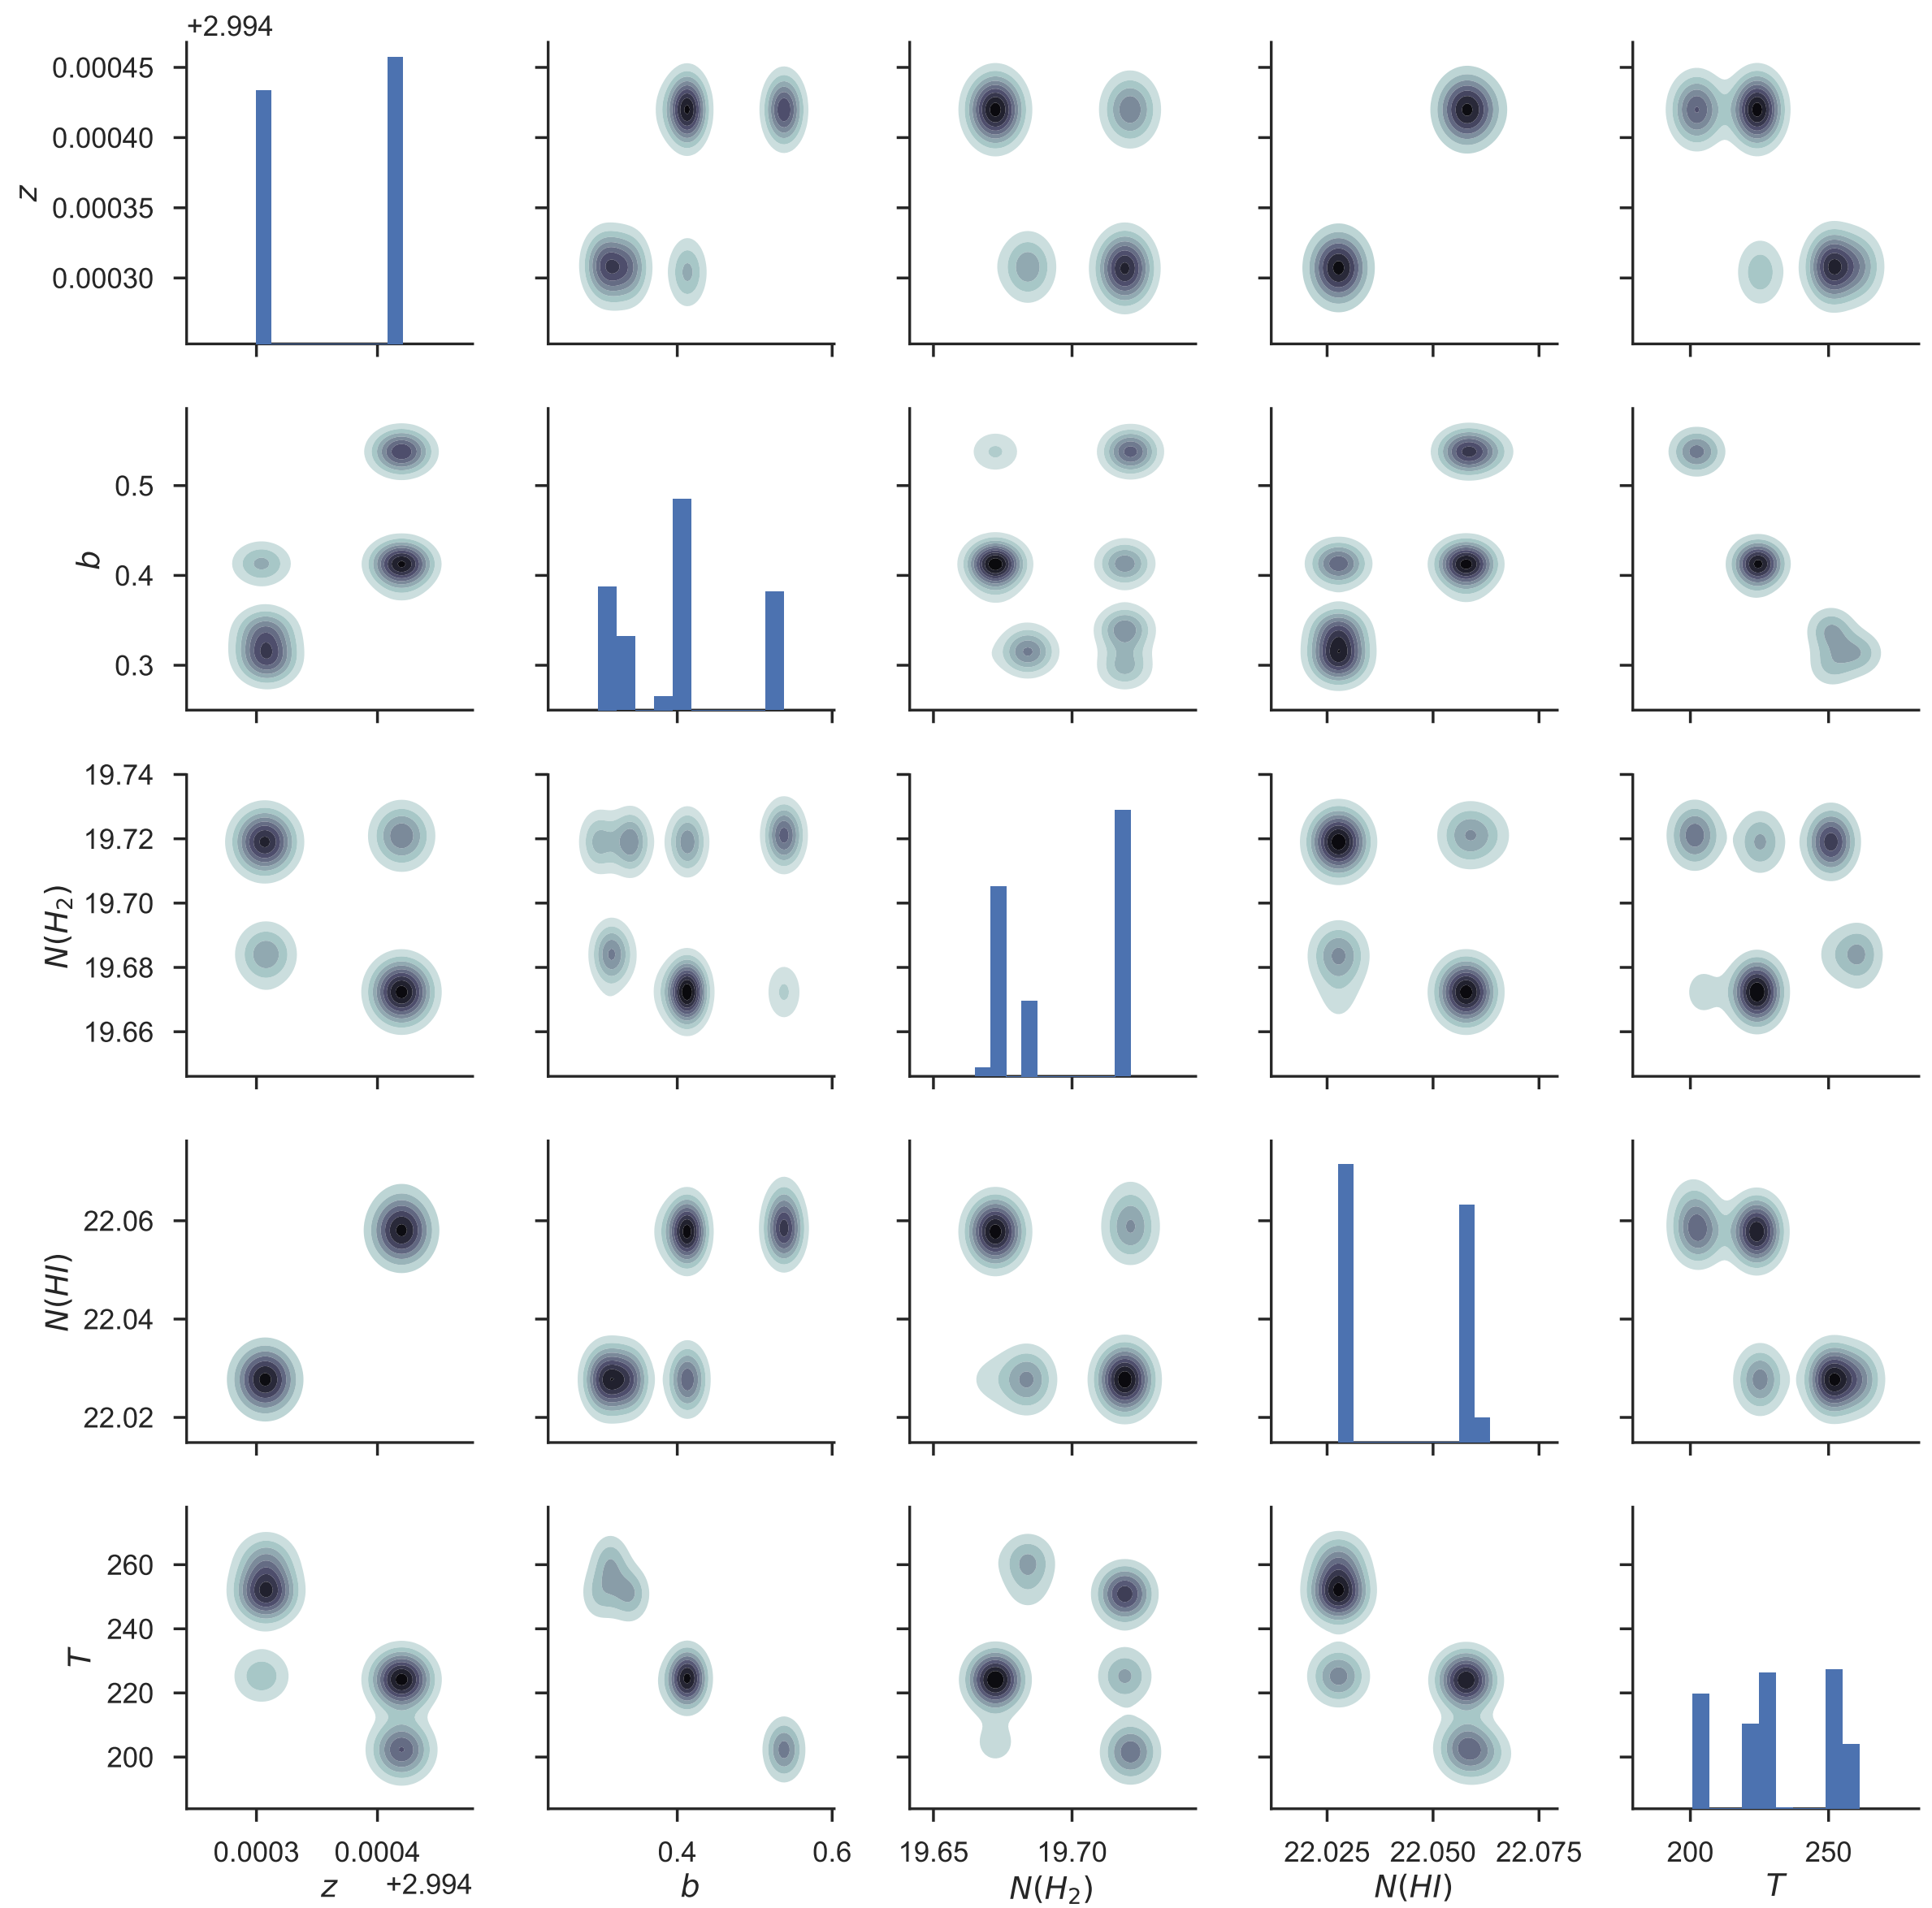 +2.994
0.00045
0.00040
0.00035
0.00030
z
0.5
0.4
0.3
b
19.74
19.72
19.70
19.68
19.66
N(H₂)
22.06
22.04
22.02
N(HI)
260
240
220
200
T
0.0003 0.0004
+2.994
z
0.4 0.6
b
19.65 19.70
N(H₂)
22.025 22.050 22.075
N(HI)
200 250
T